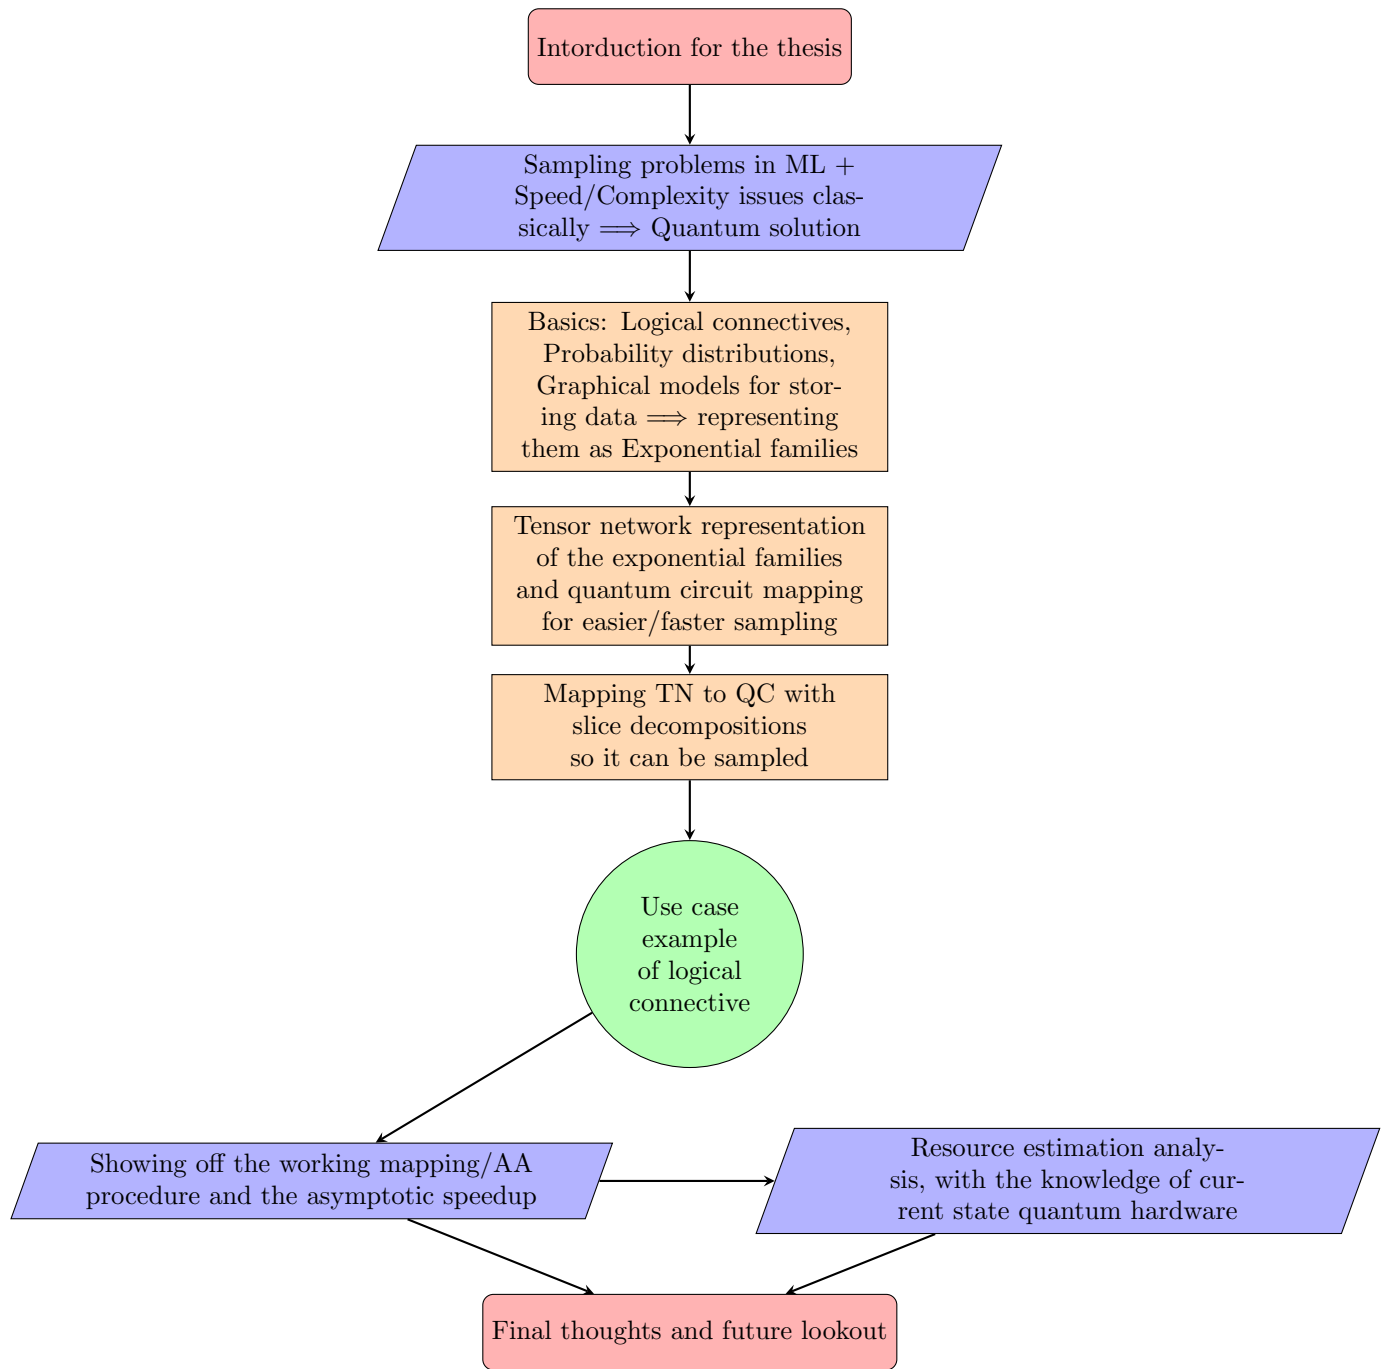 Intorduction for the thesis
Sampling problems in ML +
Speed/Complexity issues clas-
sically ⟹ Quantum solution
Basics: Logical connectives,
Probability distributions,
Graphical models for stor-
ing data ⟹ representing
them as Exponential families
Tensor network representation
of the exponential families
and quantum circuit mapping
for easier/faster sampling
Mapping TN to QC with
slice decompositions
so it can be sampled
Use case
example
of logical
connective
Showing off the working mapping/AA
procedure and the asymptotic speedup
Resource estimation analy-
sis, with the knowledge of cur-
rent state quantum hardware
Final thoughts and future lookout